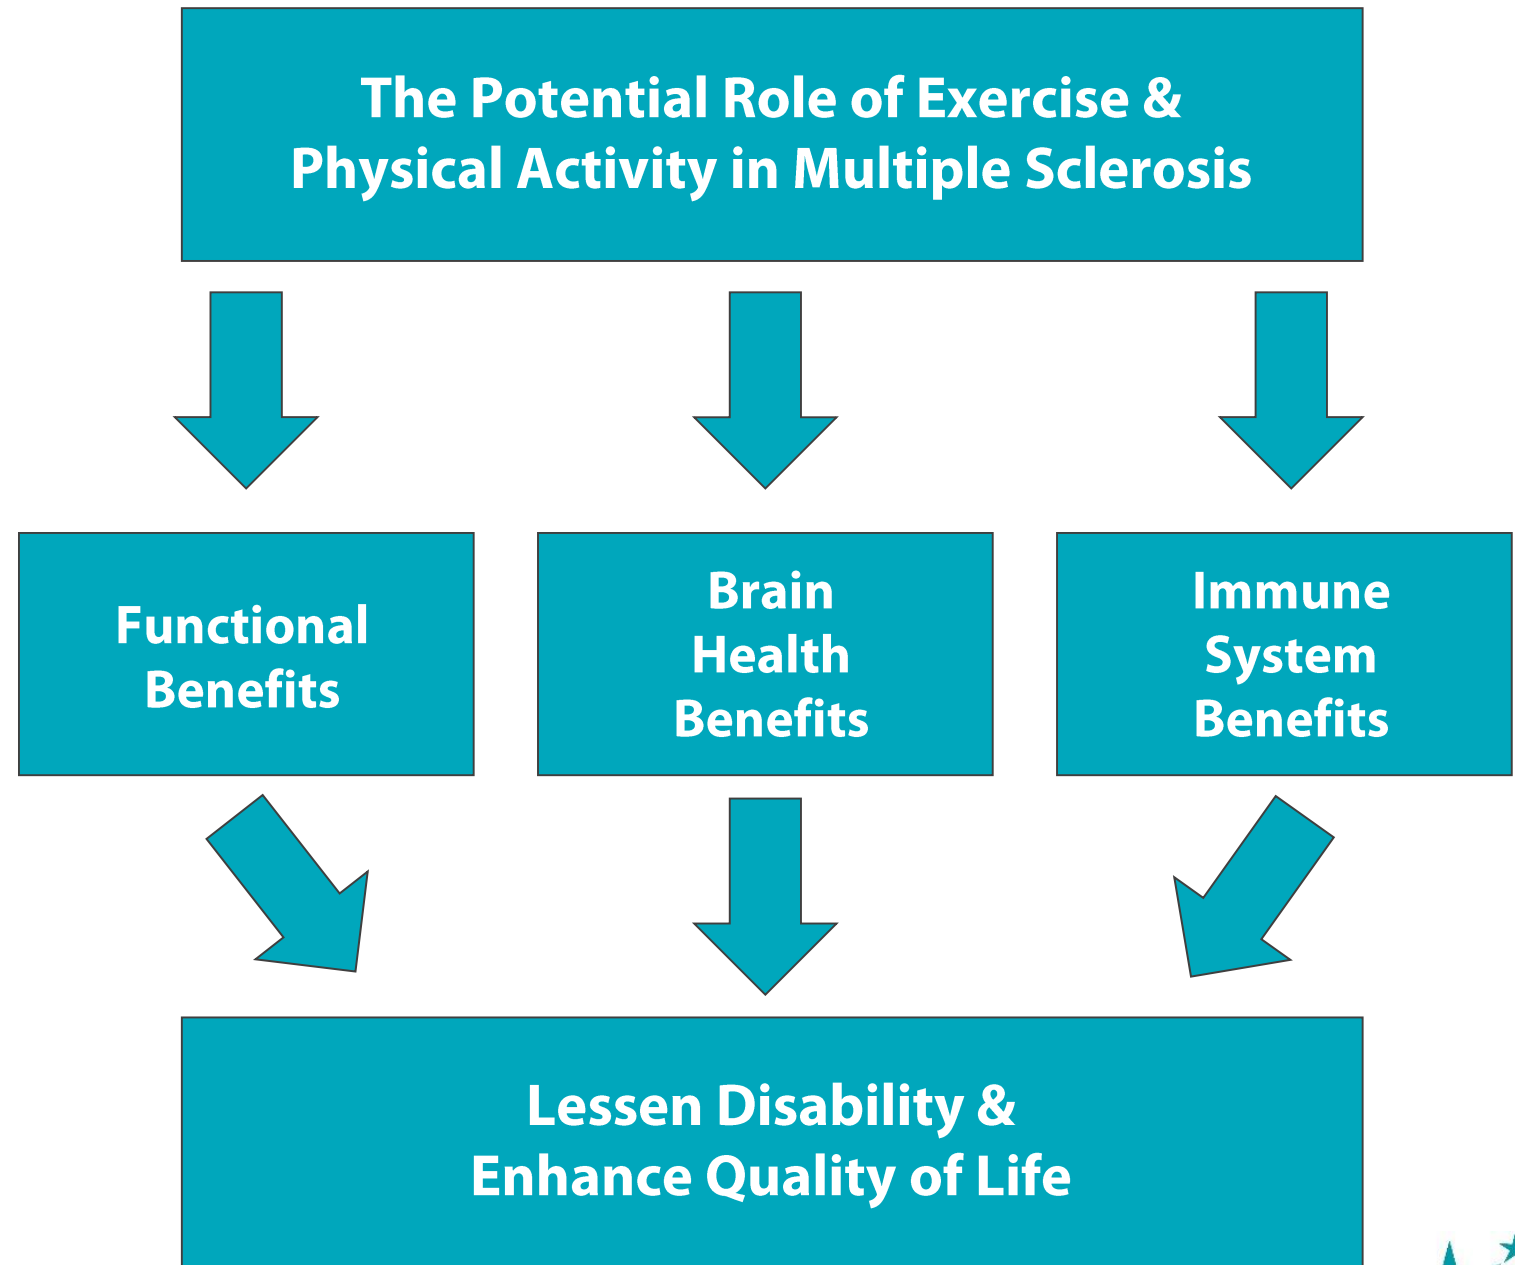 The Potential Role of Exercise &
Physical Activity in Multiple Sclerosis
Functional
Benefits
Brain
Health
Benefits
Immune
System
Benefits
Lessen Disability &
Enhance Quality of Life